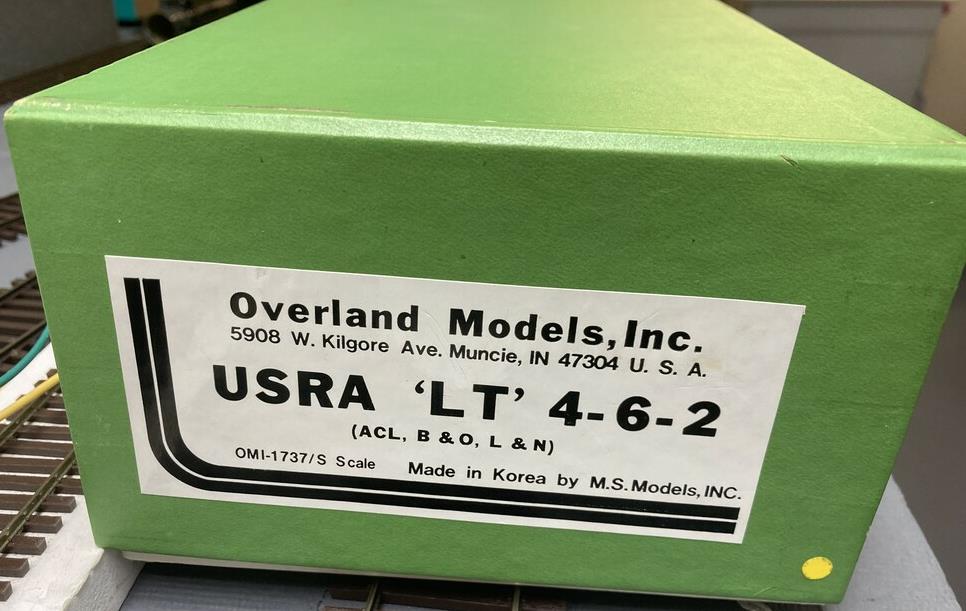 Overland Models, Inc.
5908 W. Kilgore Ave. Muncie, IN 47304 U. S. A.
USRA ‘LT’ 4-6-2
(ACL, B & O, L & N)
OMI-1737/S Scale Made in Korea by M.S. Models, INC.